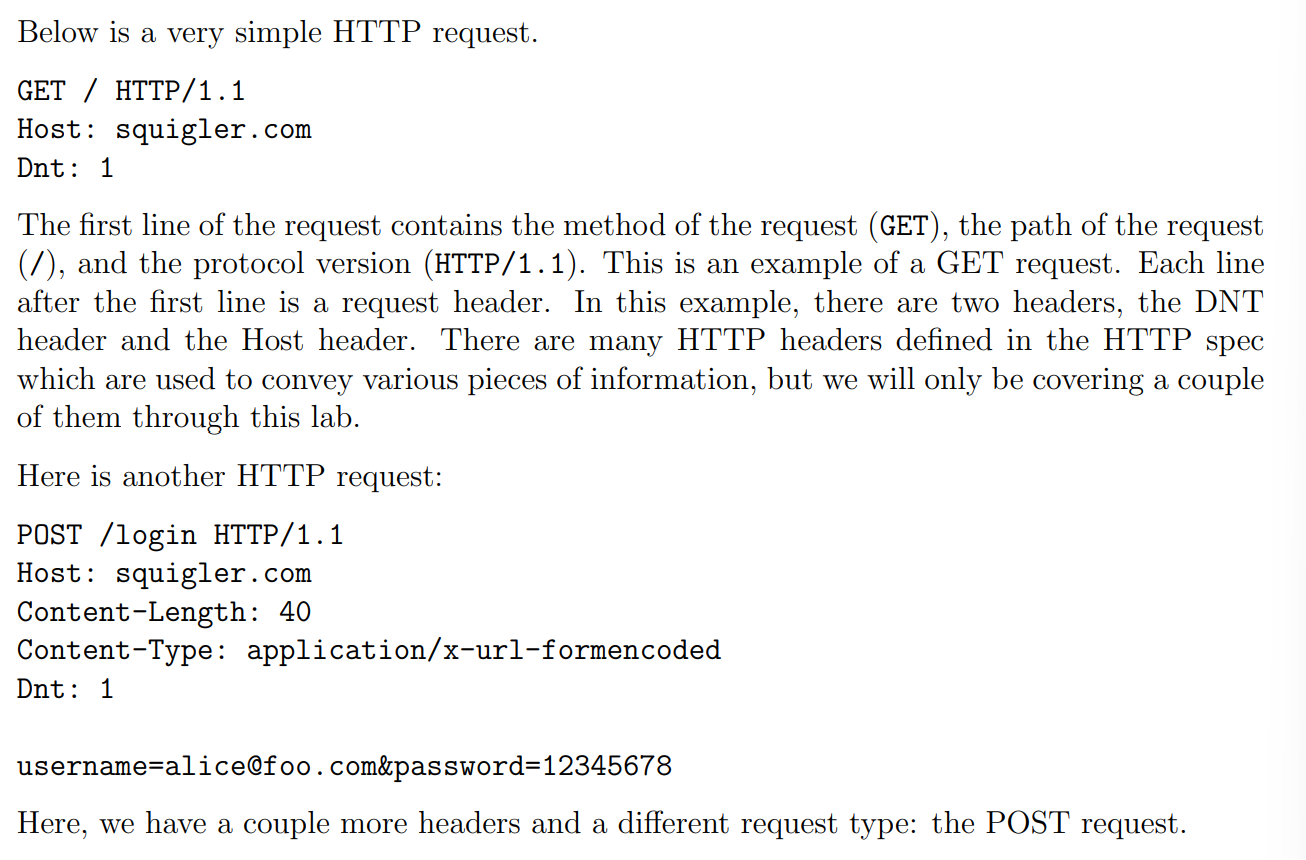 Below is a very simple HTTP request.
GET / HTTP/1.1
Host: squigler.com
Dnt: 1
The first line of the request contains the method of the request (GET), the path of the request
(/), and the protocol version (HTTP/1.1). This is an example of a GET request. Each line
after the first line is a request header. In this example, there are two headers, the DNT
header and the Host header. There are many HTTP headers defined in the HTTP spec
which are used to convey various pieces of information, but we will only be covering a couple
of them through this lab.
Here is another HTTP request:
POST /login HTTP/1.1
Host: squigler.com
Content-Length: 40
Content-Type: application/x-url-formencoded
Dnt: 1
username=alice@foo.com&password=12345678
Here, we have a couple more headers and a different request type: the POST request.